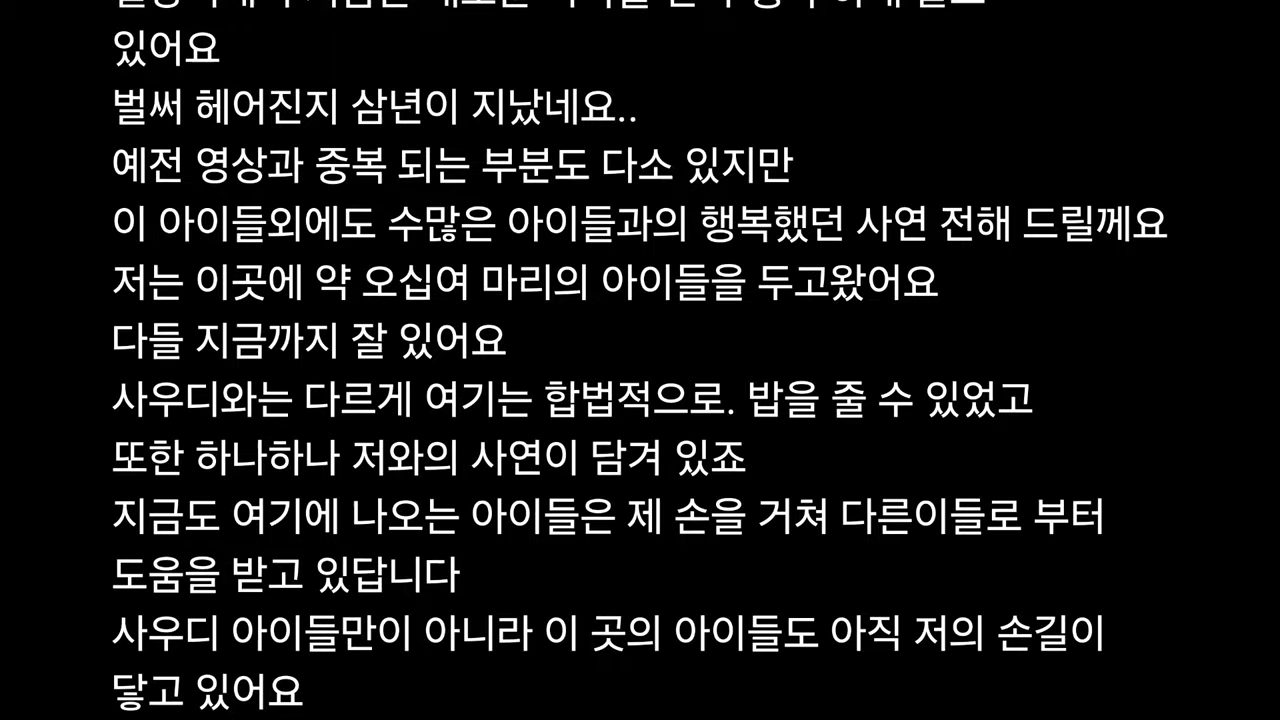 있어요
벌써 헤어진지 삼년이 지났네요..
예전 영상과 중복 되는 부분도 다소 있지만
이 아이들외에도 수많은 아이들과의 행복했던 사연 전해 드릴께요
저는 이곳에 약 오십여 마리의 아이들을 두고왔어요
다들 지금까지 잘 있어요
사우디와는 다르게 여기는 합법적으로. 밥을 줄 수 있었고
또한 하나하나 저와의 사연이 담겨 있죠
지금도 여기에 나오는 아이들은 제 손을 거쳐 다른이들로 부터
도움을 받고 있답니다
사우디 아이들만이 아니라 이 곳의 아이들도 아직 저의 손길이
닿고 있어요